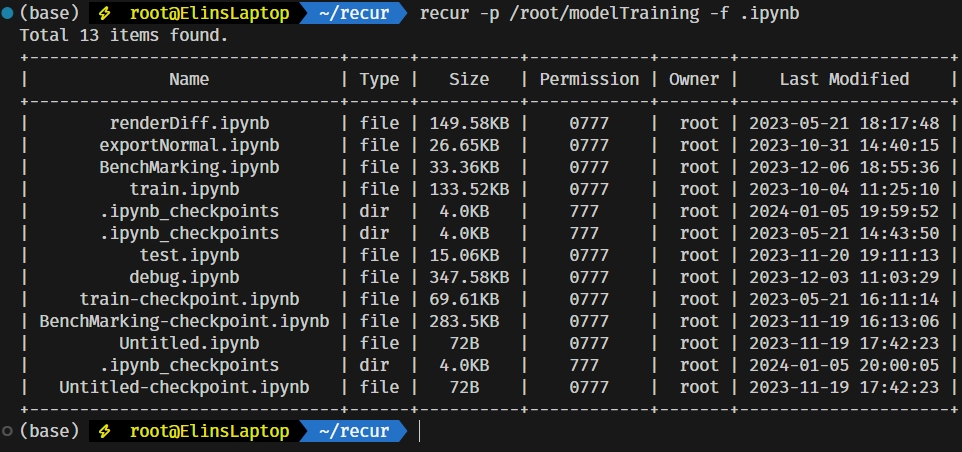 (base) ⚡ root@ElinsLaptop ~/recur recur -p /root/modelTraining -f .ipynb
Total 13 items found.
+-------------------------------+------+----------+------------+-------+---------------------+
| Name | Type | Size | Permission | Owner | Last Modified |
+-------------------------------+------+----------+------------+-------+---------------------+
| renderDiff.ipynb | file | 149.58KB | 0777 | root | 2023-05-21 18:17:48 |
| exportNormal.ipynb | file | 26.65KB | 0777 | root | 2023-10-31 14:40:15 |
| BenchMarking.ipynb | file | 33.36KB | 0777 | root | 2023-12-06 18:55:36 |
| train.ipynb | file | 133.52KB | 0777 | root | 2023-10-04 11:25:10 |
| .ipynb_checkpoints | dir | 4.0KB | 777 | root | 2024-01-05 19:59:52 |
| .ipynb_checkpoints | dir | 4.0KB | 777 | root | 2023-05-21 14:43:50 |
| test.ipynb | file | 15.06KB | 0777 | root | 2023-11-20 19:11:13 |
| debug.ipynb | file | 347.58KB | 0777 | root | 2023-12-03 11:03:29 |
| train-checkpoint.ipynb | file | 69.61KB | 0777 | root | 2023-05-21 16:11:14 |
| BenchMarking-checkpoint.ipynb | file | 283.5KB | 0777 | root | 2023-11-19 16:13:06 |
| Untitled.ipynb | file | 72B | 0777 | root | 2023-11-19 17:42:23 |
| .ipynb_checkpoints | dir | 4.0KB | 777 | root | 2024-01-05 20:00:05 |
| Untitled-checkpoint.ipynb | file | 72B | 0777 | root | 2023-11-19 17:42:23 |
+-------------------------------+------+----------+------------+-------+---------------------+
(base) ⚡ root@ElinsLaptop ~/recur